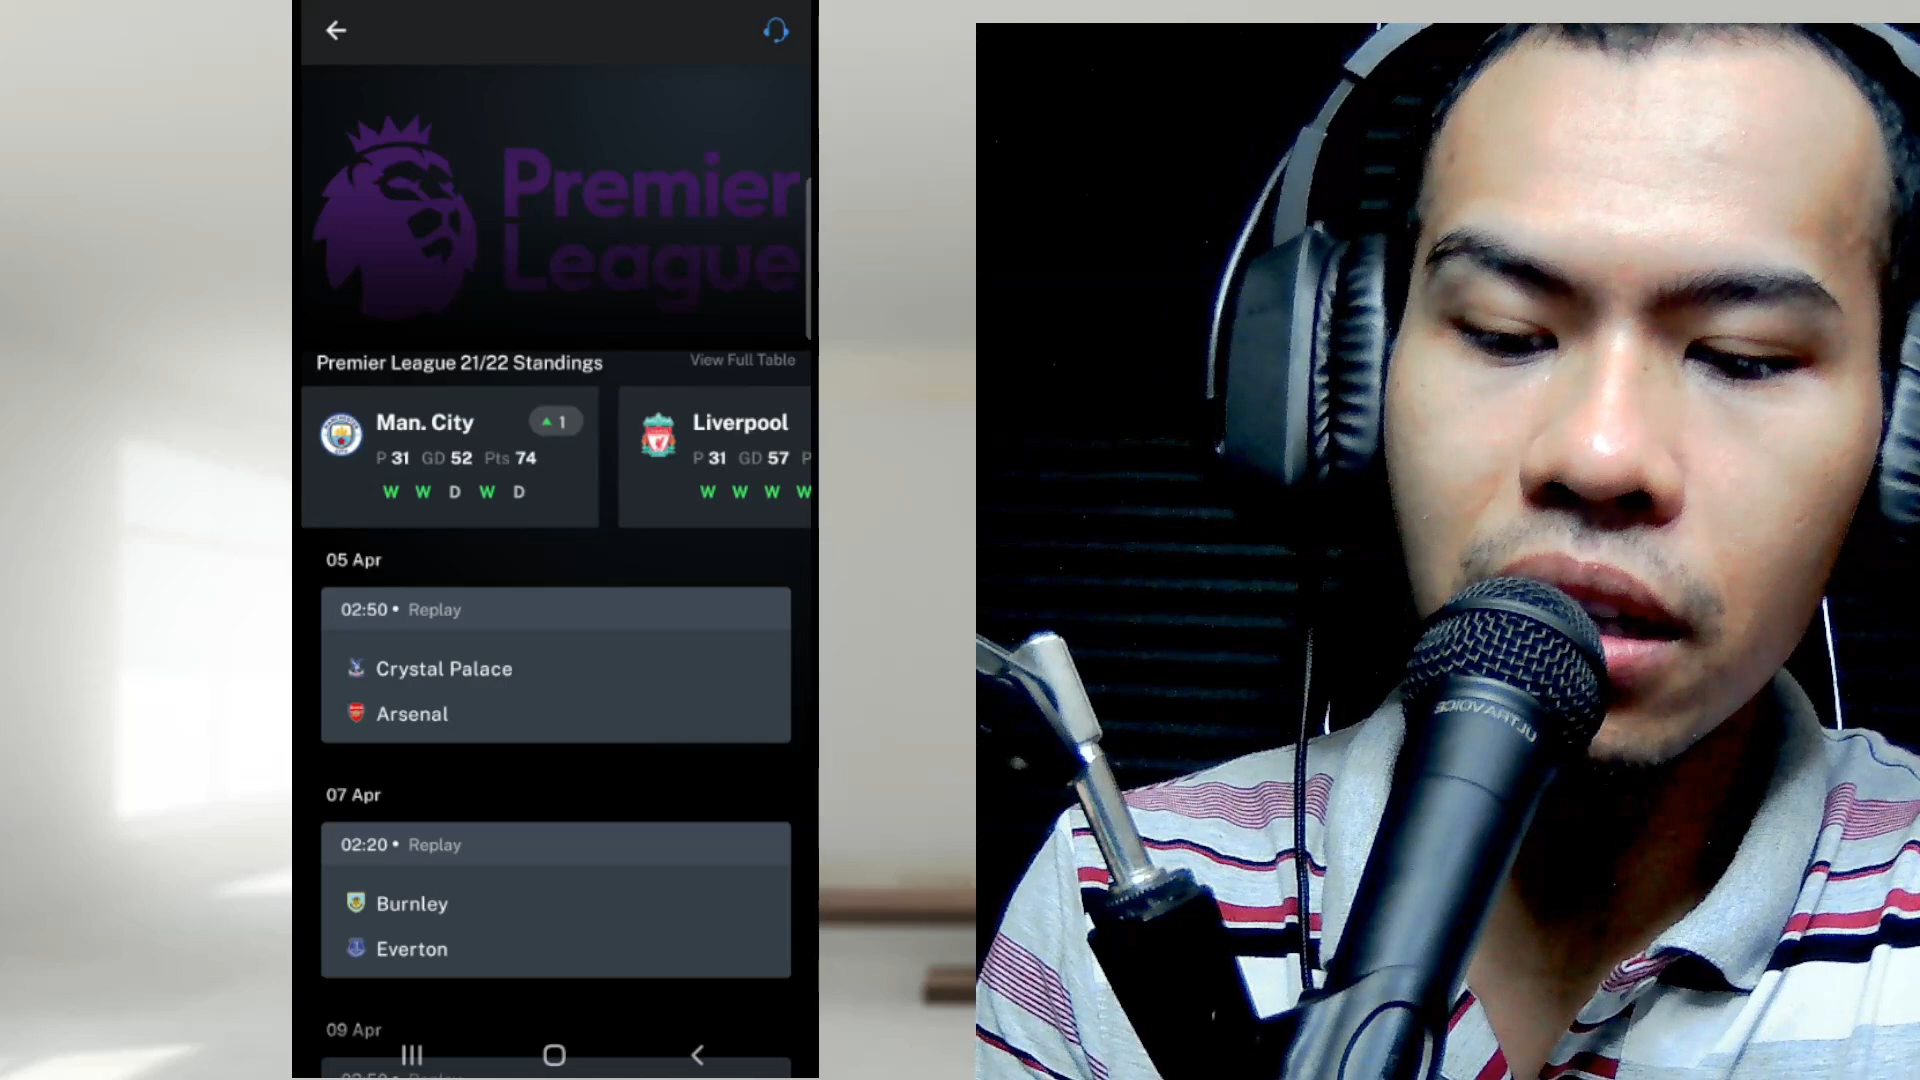 Premier
League
Premier League 21/22 Standings
View Full Table
Man. City
1
P 31 GD 52 Pts 74
W W D W D
Liverpool
P 31 GD 57 P
W W W W
05 Apr
02:50 • Replay
Crystal Palace
Arsenal
07 Apr
02:20 • Replay
Burnley
Everton
09 Apr
Replay
ULTRAVOICE